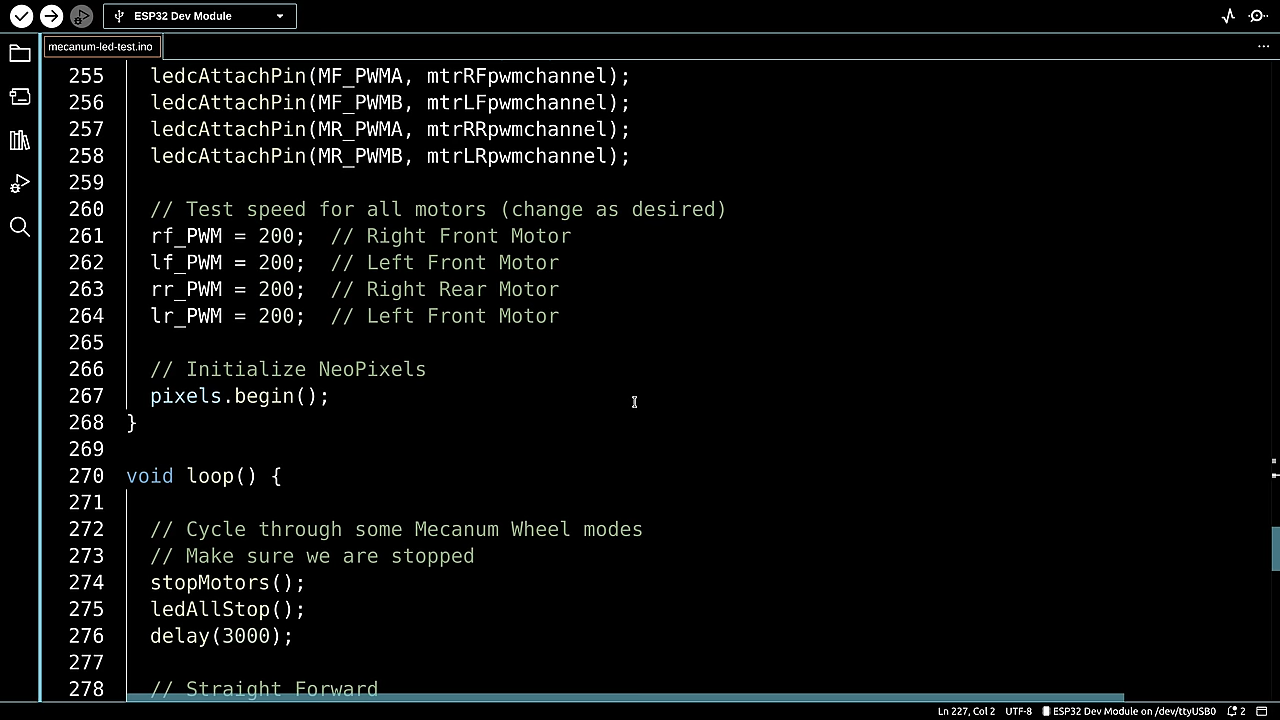 ESP32 Dev Module
mecanum-led-test.ino
255 ledcAttachPin(MF_PWMA, mtrRFpwmchannel);
256 ledcAttachPin(MF_PWMB, mtrLFpwmchannel);
257 ledcAttachPin(MR_PWMA, mtrRRpwmchannel);
258 ledcAttachPin(MR_PWMB, mtrLRpwmchannel);
259
260 // Test speed for all motors (change as desired)
261 rf_PWM = 200;  // Right Front Motor
262 lf_PWM = 200;  // Left Front Motor
263 rr_PWM = 200;  // Right Rear Motor
264 lr_PWM = 200;  // Left Front Motor
265
266 // Initialize NeoPixels
267 pixels.begin();
268 }
269
270 void loop() {
271
272 // Cycle through some Mecanum Wheel modes
273 // Make sure we are stopped
274 stopMotors();
275 ledAllStop();
276 delay(3000);
277
278 // Straight Forward
Ln 227, Col 2 UTF-8 ESP32 Dev Module on /dev/ttyUSB0 2